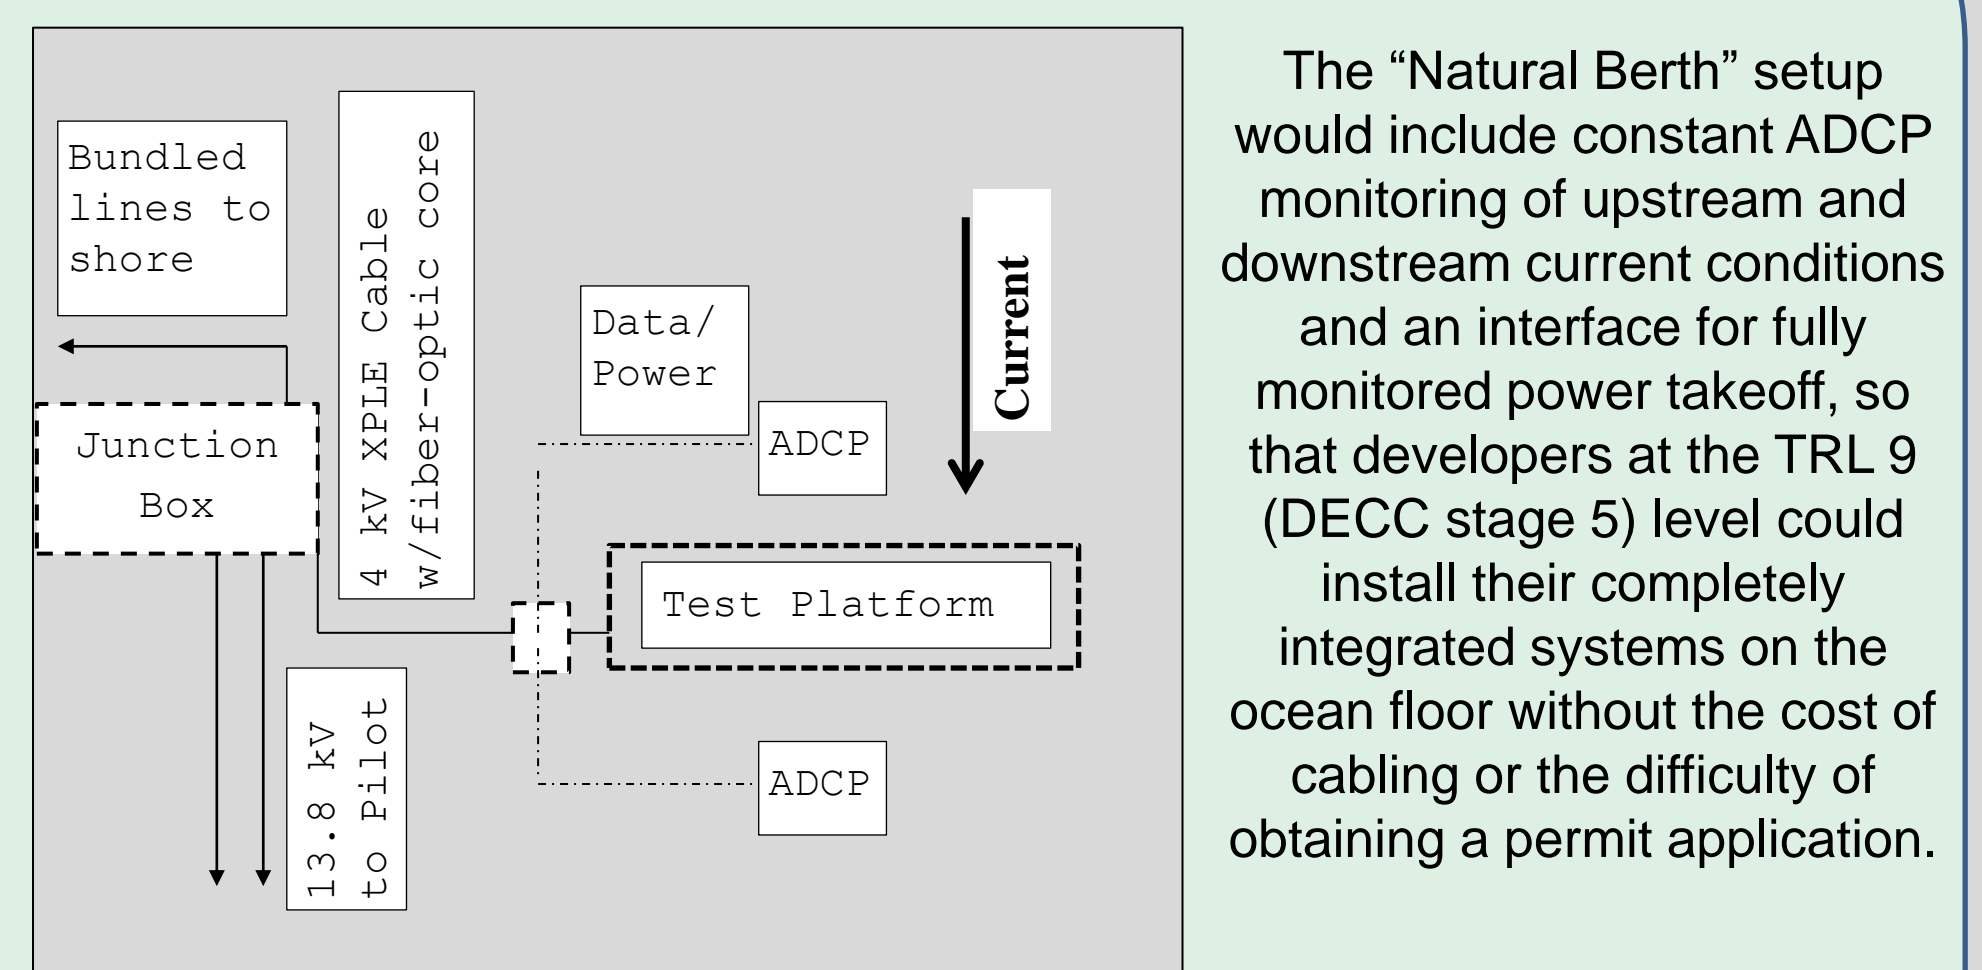 Bundled
lines to
shore
4 kV XPLE Cable
w/fiber-optic core
Data/
Power
Current
Junction
Box
ADCP
Test Platform
13.8 kV
to Pilot
ADCP
The “Natural Berth” setup
would include constant ADCP
monitoring of upstream and
downstream current conditions
and an interface for fully
monitored power takeoff, so
that developers at the TRL 9
(DECC stage 5) level could
install their completely
integrated systems on the
ocean floor without the cost of
cabling or the difficulty of
obtaining a permit application.